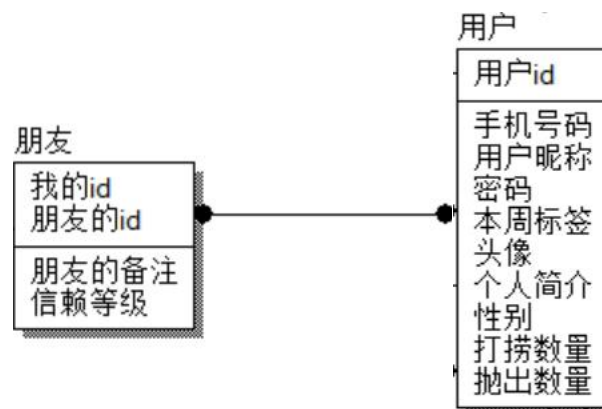 朋友
我的id
朋友的id
朋友的备注
信赖等级
用户
用户id
手机号码
用户昵称
密码
本周标签
头像
个人简介
性别
打捞数量
抛出数量